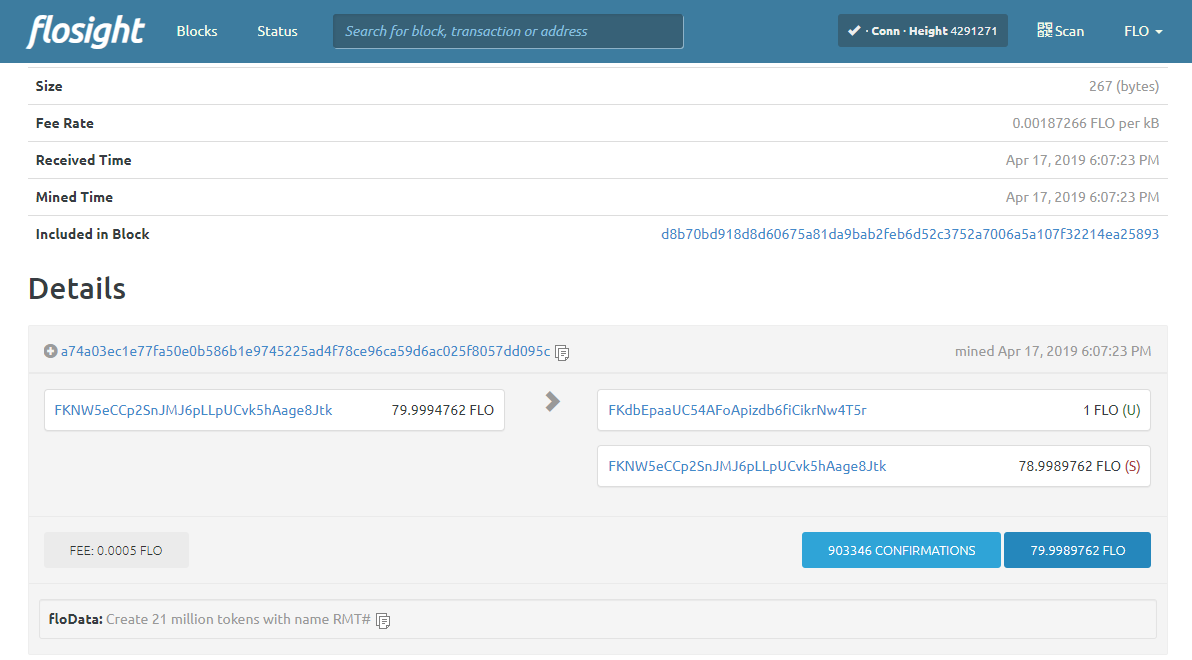 flosight Blocks Status Search for block, transaction or address · Conn · Height 4291271 Scan FLO
Size 267 (bytes)
Fee Rate 0.00187266 FLO per kB
Received Time Apr 17, 2019 6:07:23 PM
Mined Time Apr 17, 2019 6:07:23 PM
Included in Block d8b70bd918d8d60675a81da9bab2feb6d52c3752a7006a5a107f32214ea25893
Details
a74a03ec1e77fa50e0b586b1e9745225ad4f78ce96ca59d6ac025f8057dd095c mined Apr 17, 2019 6:07:23 PM
FKNW5eCCp2SnJMJ6pLLpUCvk5hAage8Jtk 79.9994762 FLO FKdbEpaaUC54AFoApizdb6fiCikrNw4T5r 1 FLO (U)
FKNW5eCCp2SnJMJ6pLLpUCvk5hAage8Jtk 78.9989762 FLO (S)
FEE: 0.0005 FLO 903346 CONFIRMATIONS 79.9989762 FLO
floData: Create 21 million tokens with name RMT#